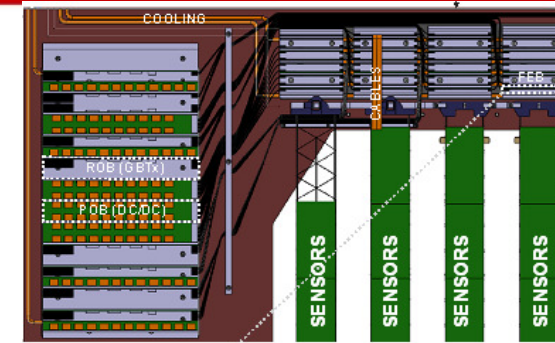 COOLING
CABLES
FEB
ROB (GBTx)
POB (DC/DC)
SENSORS
SENSORS
SENSORS
SENSORS